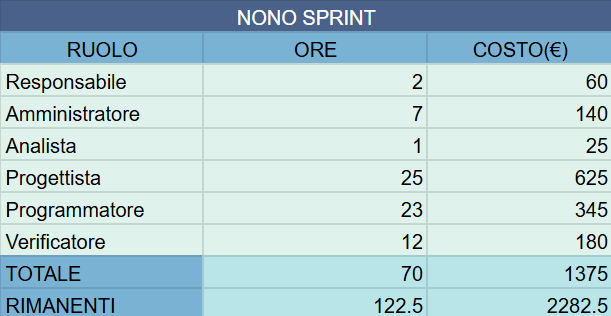 NONO SPRINT
RUOLO ORE COSTO(€)
Responsabile 2 60
Amministratore 7 140
Analista 1 25
Progettista 25 625
Programmatore 23 345
Verificatore 12 180
TOTALE 70 1375
RIMANENTI 122.5 2282.5